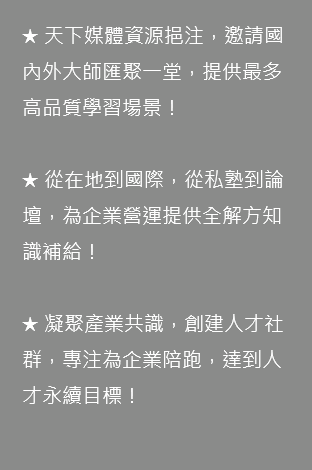 ★ 天下媒體資源挹注，邀請國
內外大師匯聚一堂，提供最多
高品質學習場景！
★ 從在地到國際，從私塾到論
壇，為企業營運提供全解方知
識補給！
★ 凝聚產業共識，創建人才社
群，專注為企業陪跑，達到人
才永續目標！